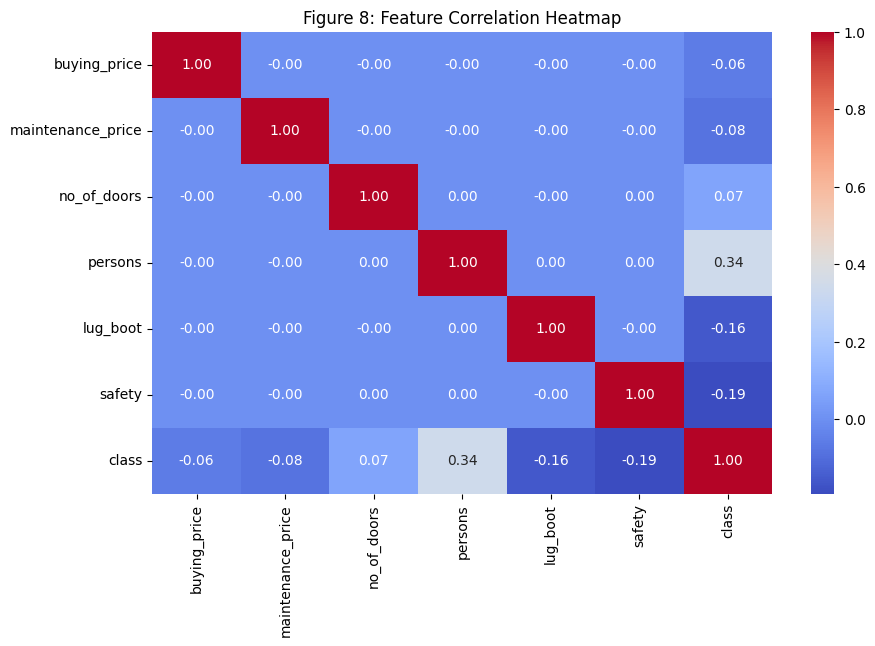 Figure 8: Feature Correlation Heatmap
buying_price 1.00 -0.00 -0.00 -0.00 -0.00 -0.00 -0.06
maintenance_price -0.00 1.00 -0.00 -0.00 -0.00 -0.00 -0.08
no_of_doors -0.00 -0.00 1.00 0.00 -0.00 0.00 0.07
persons -0.00 -0.00 0.00 1.00 0.00 0.00 0.34
lug_boot -0.00 -0.00 -0.00 0.00 1.00 -0.00 -0.16
safety -0.00 -0.00 0.00 0.00 -0.00 1.00 -0.19
class -0.06 -0.08 0.07 0.34 -0.16 -0.19 1.00
buying_price
maintenance_price
no_of_doors
persons
lug_boot
safety
class
1.0
0.8
0.6
0.4
0.2
0.0